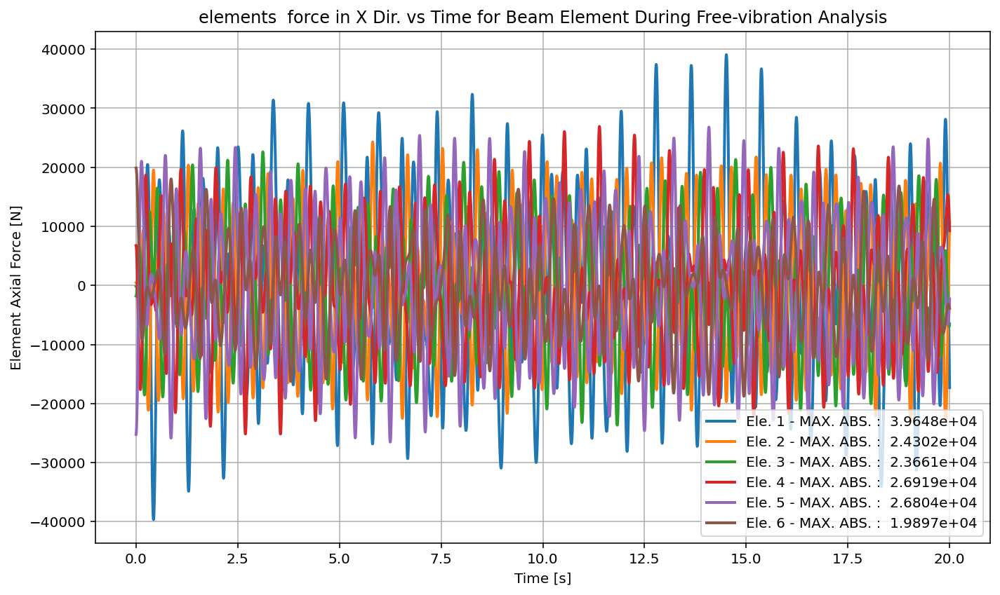 elements  force in X Dir. vs Time for Beam Element During Free-vibration Analysis
Element Axial Force [N]
40000
30000
20000
10000
0
−10000
−20000
−30000
−40000
Ele. 1 - MAX. ABS. :  3.9648e+04
Ele. 2 - MAX. ABS. :  2.4302e+04
Ele. 3 - MAX. ABS. :  2.3661e+04
Ele. 4 - MAX. ABS. :  2.6919e+04
Ele. 5 - MAX. ABS. :  2.6804e+04
Ele. 6 - MAX. ABS. :  1.9897e+04
0.0 2.5 5.0 7.5 10.0 12.5 15.0 17.5 20.0
Time [s]